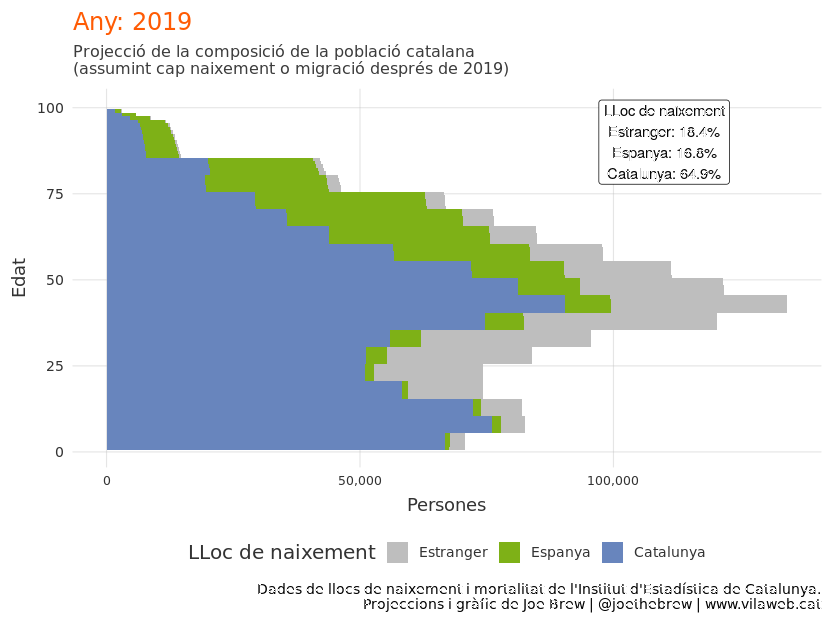 Any: 2019
Projecció de la composició de la població catalana
(assumint cap naixement o migració després de 2019)
LLoc de naixement
Estranger: 18.4%
Espanya: 16.8%
Catalunya: 64.9%
100
75
50
25
0
Edat
0 50,000 100,000
Persones
LLoc de naixement Estranger Espanya Catalunya
Dades de llocs de naixement i mortalitat de l'Institut d'Estadística de Catalunya.
Projeccions i gràfic de Joe Brew | @joethebrew | www.vilaweb.cat